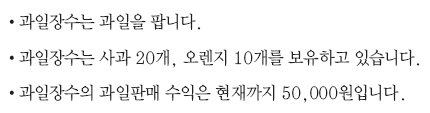 • 과일장수는 과일을 팝니다.
• 과일장수는 사과 20개, 오렌지 10개를 보유하고 있습니다.
• 과일장수의 과일판매 수익은 현재까지 50,000원입니다.